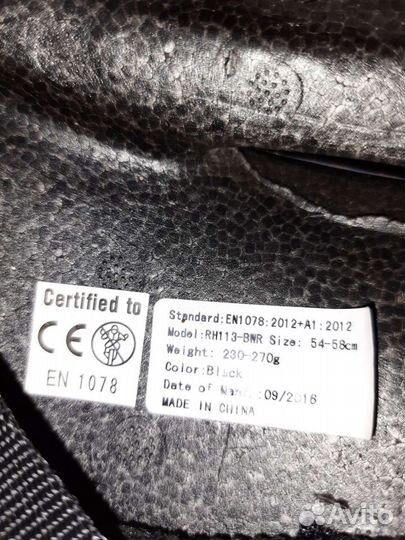 Certified to
CE
EN 1078
Standard:EN1078:2012+A1:2012
Model:RH113-BWR Size: 54-58cm
Weight: 230-270g
Color:Black
Date of Manf.:09/2016
MADE IN CHINA
Avito